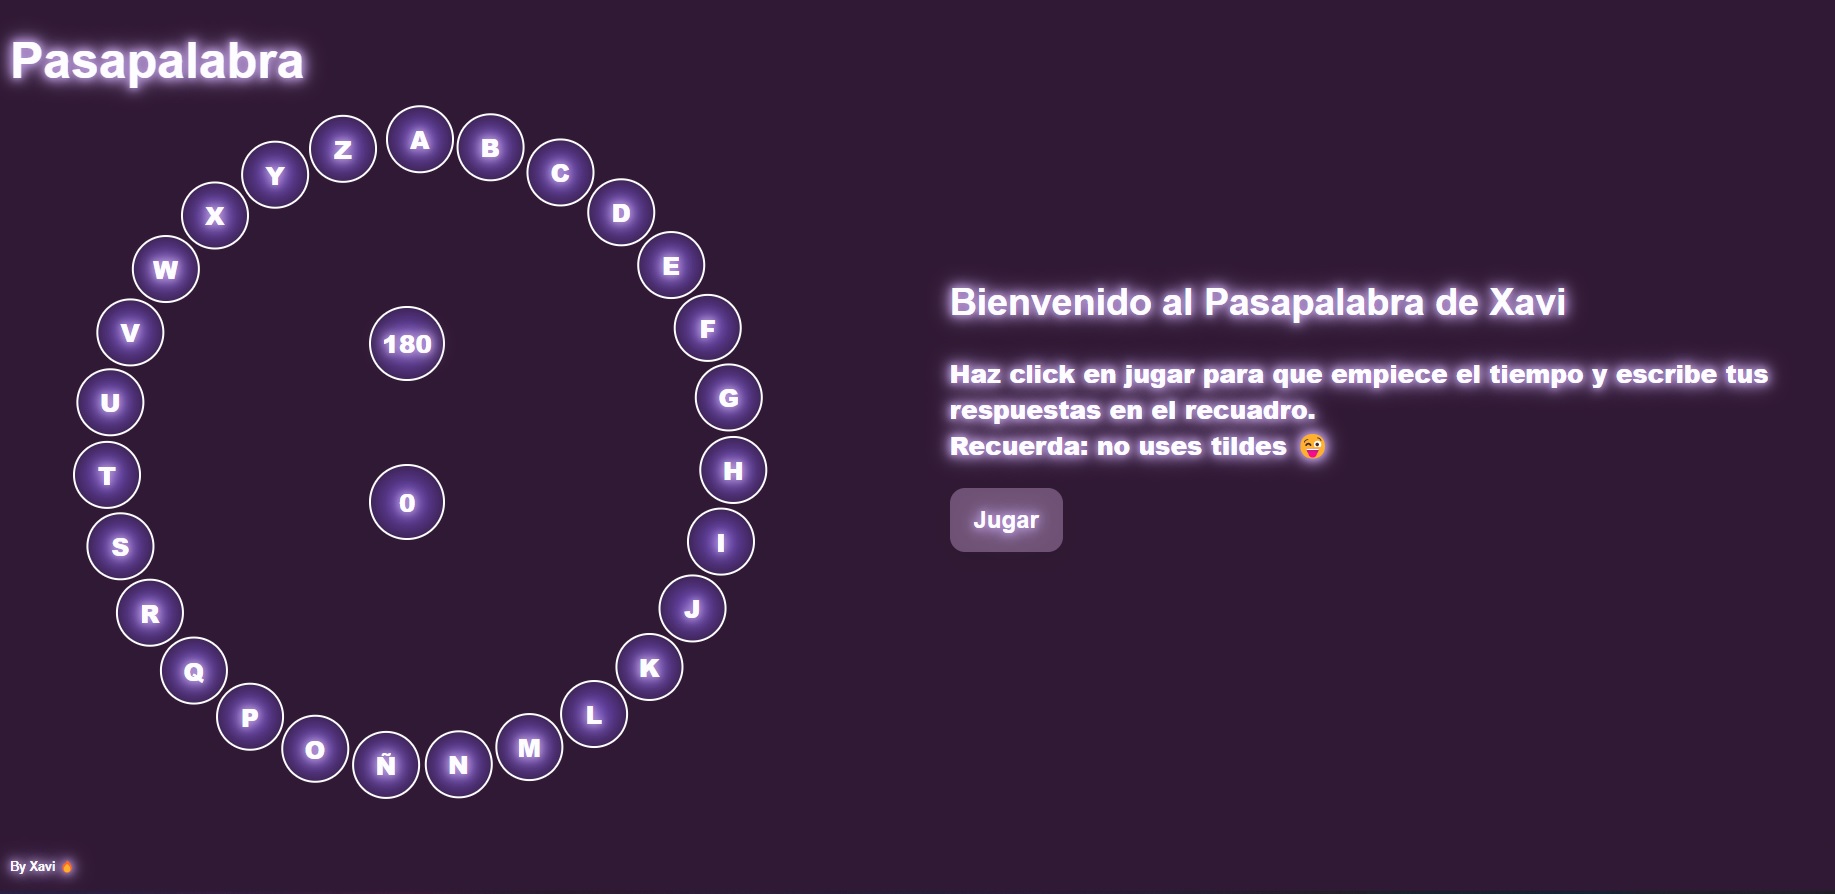 Pasapalabra
A
B
C
D
E
F
G
H
I
J
K
L
M
N
Ñ
O
P
Q
R
S
T
U
V
W
X
Y
Z
180
0
Bienvenido al Pasapalabra de Xavi
Haz click en jugar para que empiece el tiempo y escribe tus
respuestas en el recuadro.
Recuerda: no uses tildes 😜
Jugar
By Xavi 🔥